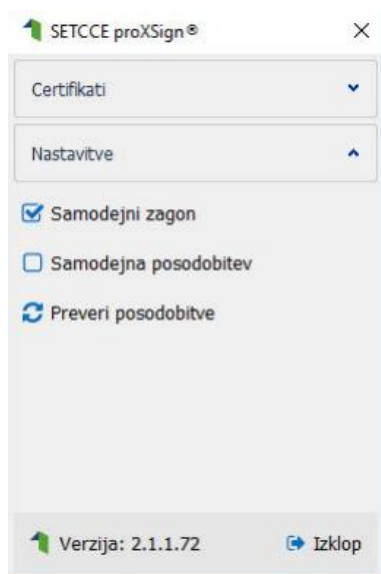 SETCCE proXSign®
Certifikati
Nastavitve
Samodejni zagon
Samodejna posodobitev
Preveri posodobitve
Verzija: 2.1.1.72 Izklop